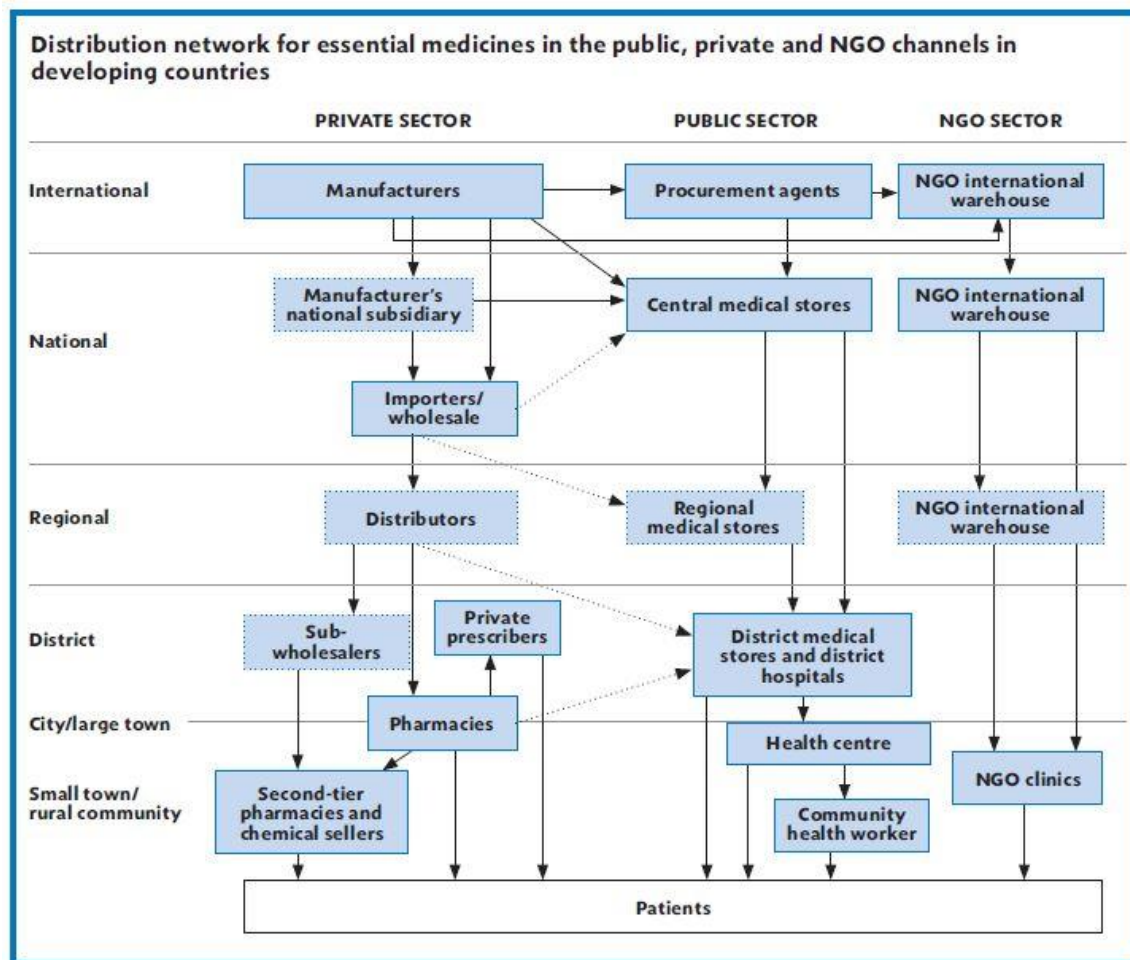 Distribution network for essential medicines in the public, private and NGO channels in
developing countries
PRIVATE SECTOR
PUBLIC SECTOR
NGO SECTOR
International
Manufacturers
Procurement agents
NGO international
warehouse
National
Manufacturer's
national subsidiary
Central medical stores
NGO international
warehouse
Importers/
wholesale
Regional
Distributors
Regional
medical stores
NGO international
warehouse
District
Sub-
wholesalers
Private
prescribers
District medical
stores and district
hospitals
City/large town
Pharmacies
Health centre
Small town/
rural community
Second-tier
pharmacies and
chemical sellers
Community
health worker
NGO clinics
Patients